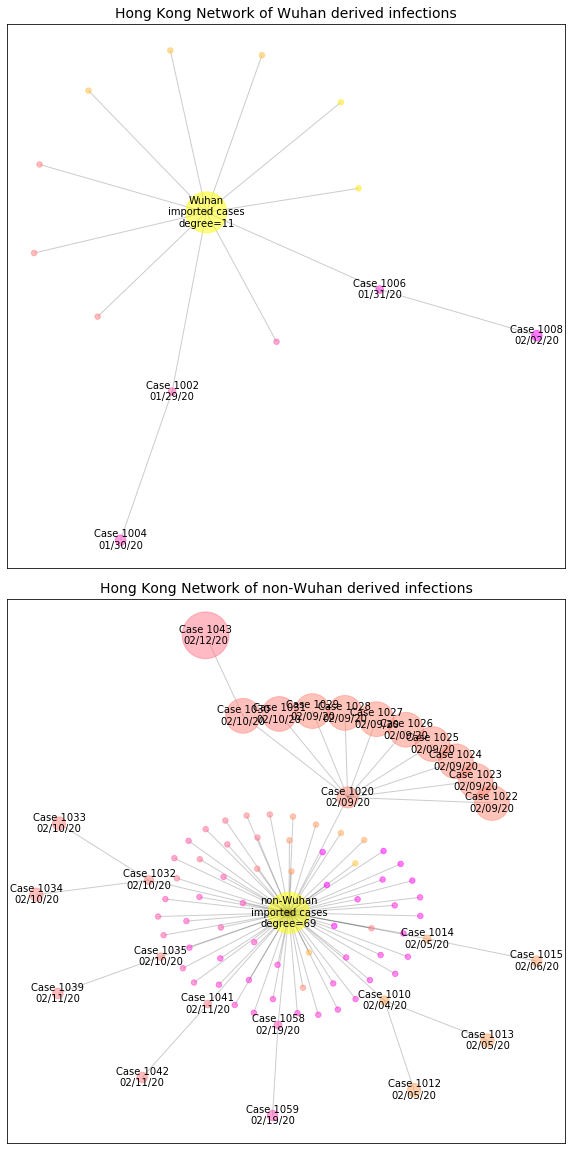 Hong Kong Network of Wuhan derived infections
Wuhan
imported cases
degree=11
Case 1006
01/31/20
Case 1008
02/02/20
Case 1002
01/29/20
Case 1004
01/30/20
Hong Kong Network of non-Wuhan derived infections
Case 1043
02/12/20
Case 1030
02/10/20
Case 1031
02/10/20
Case 1029
02/09/20
Case 1028
02/09/20
Case 1027
02/09/20
Case 1026
02/09/20
Case 1025
02/09/20
Case 1024
02/09/20
Case 1023
02/09/20
Case 1022
02/09/20
Case 1020
02/09/20
Case 1033
02/10/20
Case 1032
02/10/20
Case 1034
02/10/20
non-Wuhan
imported cases
degree=69
Case 1014
02/05/20
Case 1015
02/06/20
Case 1035
02/10/20
Case 1039
02/11/20
Case 1041
02/11/20
Case 1010
02/04/20
Case 1058
02/19/20
Case 1013
02/05/20
Case 1042
02/11/20
Case 1012
02/05/20
Case 1059
02/19/20